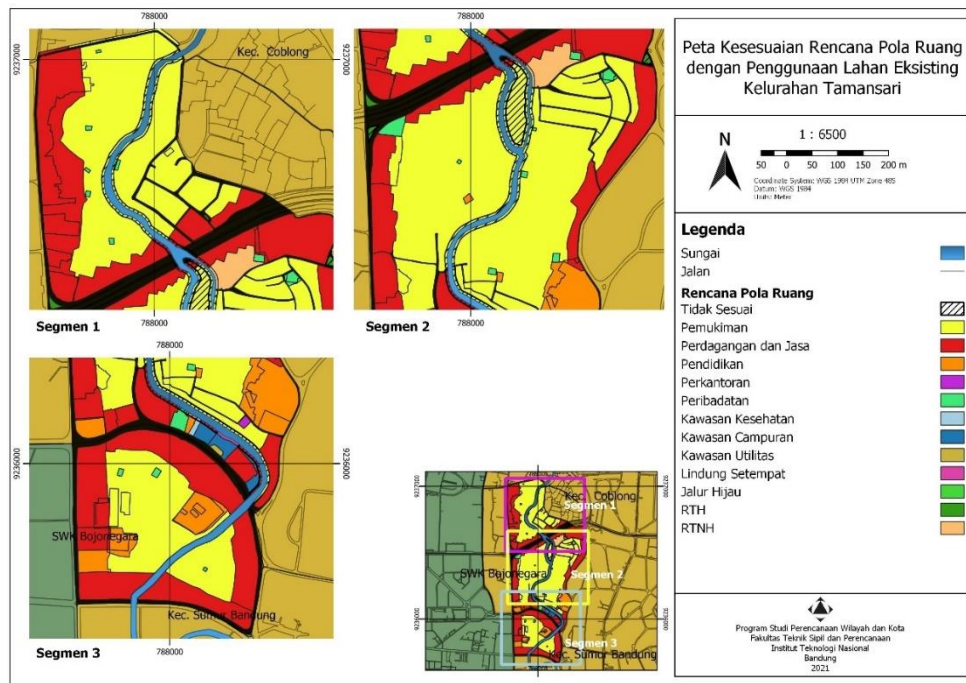 788000
Kec. Coblong
9237000
Segmen 1
788000
788000
9237000
Segmen 2
788000
9236000
9236000
SWK Bojonegara
Kec. Sumur Bandung
Segmen 3
788000
9237000
Kec. Coblong
Segmen 1
SWK Bojonegara
Segmen 2
9236000
9236000
Segmen 3
Kec. Sumur Bandung
Peta Kesesuaian Rencana Pola Ruang
dengan Penggunaan Lahan Eksisting
Kelurahan Tamansari
N
1 : 6500
50 0 50 100 150 200 m
Coordinate System: WGS 1984 UTM Zone 48S
Datum: WGS 1984
Units: Meter
Legenda
Sungai
Jalan
Rencana Pola Ruang
Tidak Sesuai
Pemukiman
Perdagangan dan Jasa
Pendidikan
Perkantoran
Peribadatan
Kawasan Kesehatan
Kawasan Campuran
Kawasan Utilitas
Lindung Setempat
Jalur Hijau
RTH
RTNH
Program Studi Perencanaan Wilayah dan Kota
Fakultas Teknik Sipil dan Perencanaan
Institut Teknologi Nasional
Bandung
2021